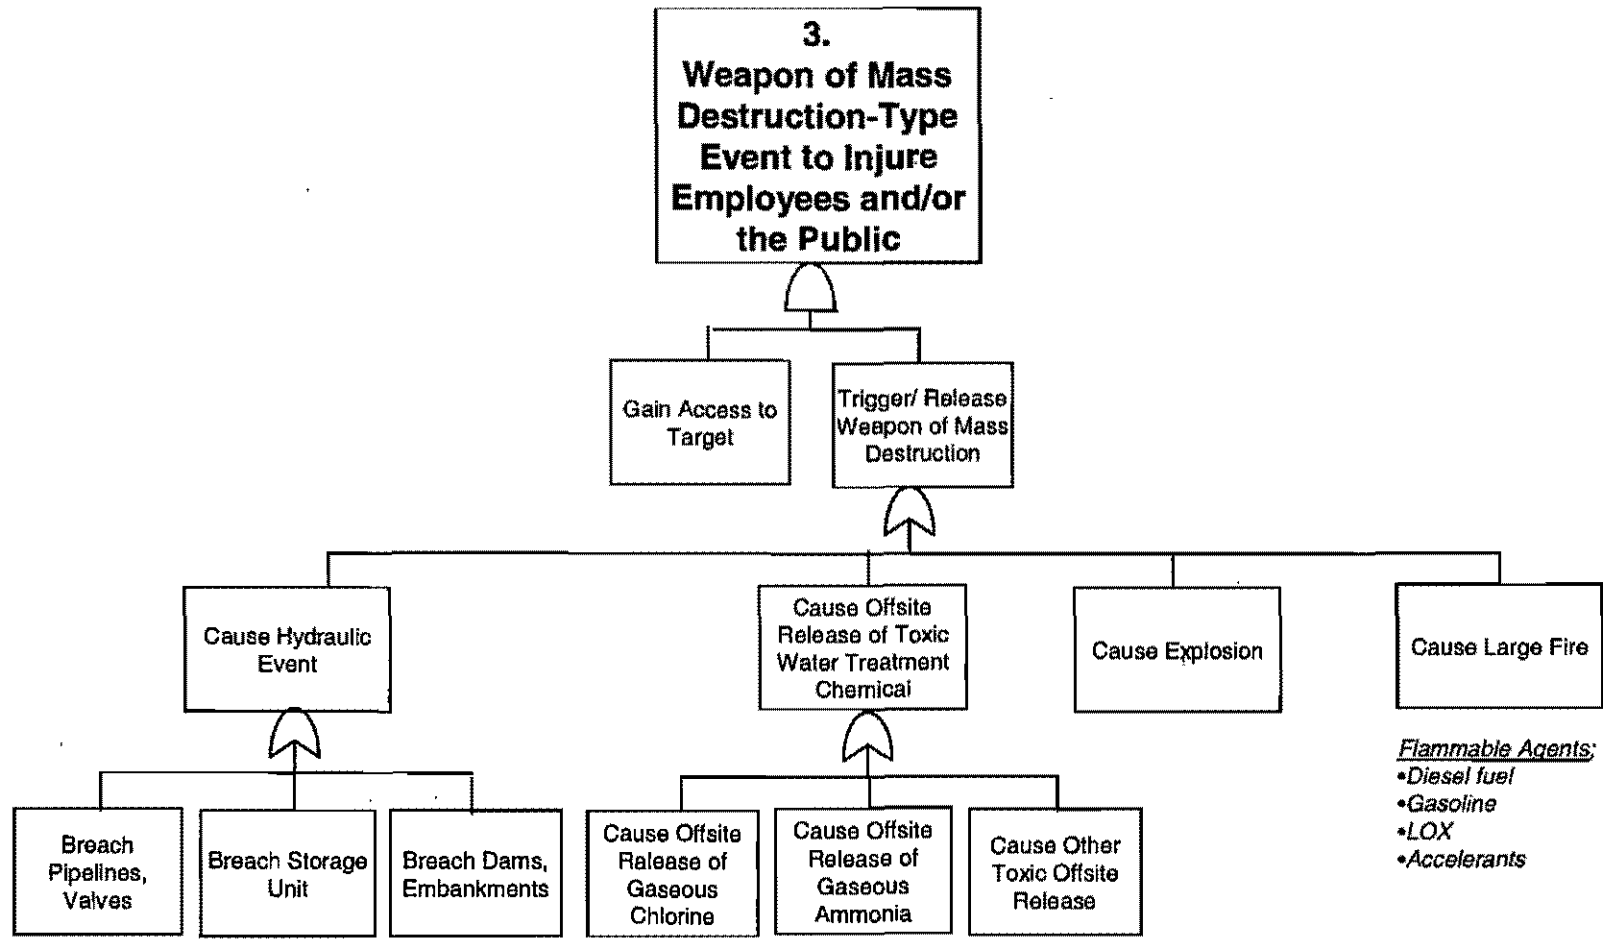 3.
Weapon of Mass
Destruction-Type
Event to Injure
Employees and/or
the Public
Gain Access to
Target
Trigger/ Release
Weapon of Mass
Destruction
Cause Hydraulic
Event
Cause Offsite
Release of Toxic
Water Treatment
Chemical
Cause Explosion
Cause Large Fire
Flammable Agents:
•Diesel fuel
•Gasoline
•LOX
•Accelerants
Breach
Pipelines,
Valves
Breach Storage
Unit
Breach Dams,
Embankments
Cause Offsite
Release of
Gaseous
Chlorine
Cause Offsite
Release of
Gaseous
Ammonia
Cause Other
Toxic Offsite
Release